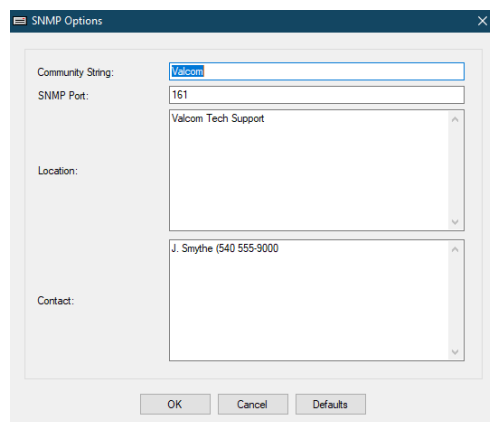 SNMP Options
Community String: Valcom
SNMP Port: 161
Location: Valcom Tech Support
Contact: J. Smythe (540 555-9000
OK Cancel Defaults